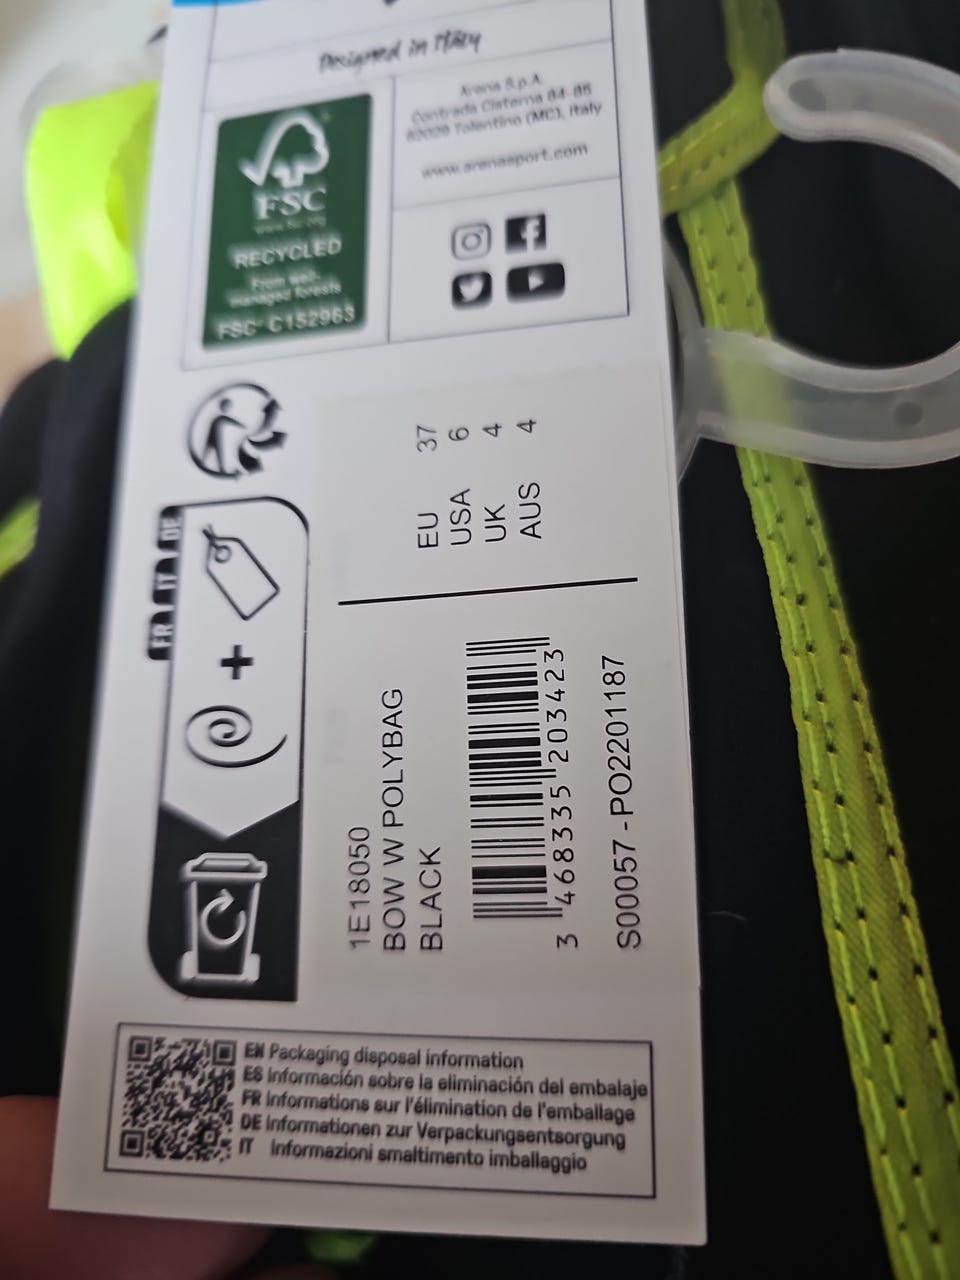 Designed in Italy
FSC
www.fsc.org
RECYCLED
From well-
managed forests
FSC® C152963
Arena S.p.A.
Contrada Cisterna 84-85
62029 Tolentino (MC), Italy
www.arenasport.com
FR IT DE
+
EU 37
USA 6
UK 4
AUS 4
1E18050
BOW W POLYBAG
BLACK
3 468335 203423
S00057 -PO2201187
EN Packaging disposal information
ES Información sobre la eliminación del embalaje
FR Informations sur l'élimination de l'emballage
DE Informationen zur Verpackungsentsorgung
IT Informazioni smaltimento imballaggio